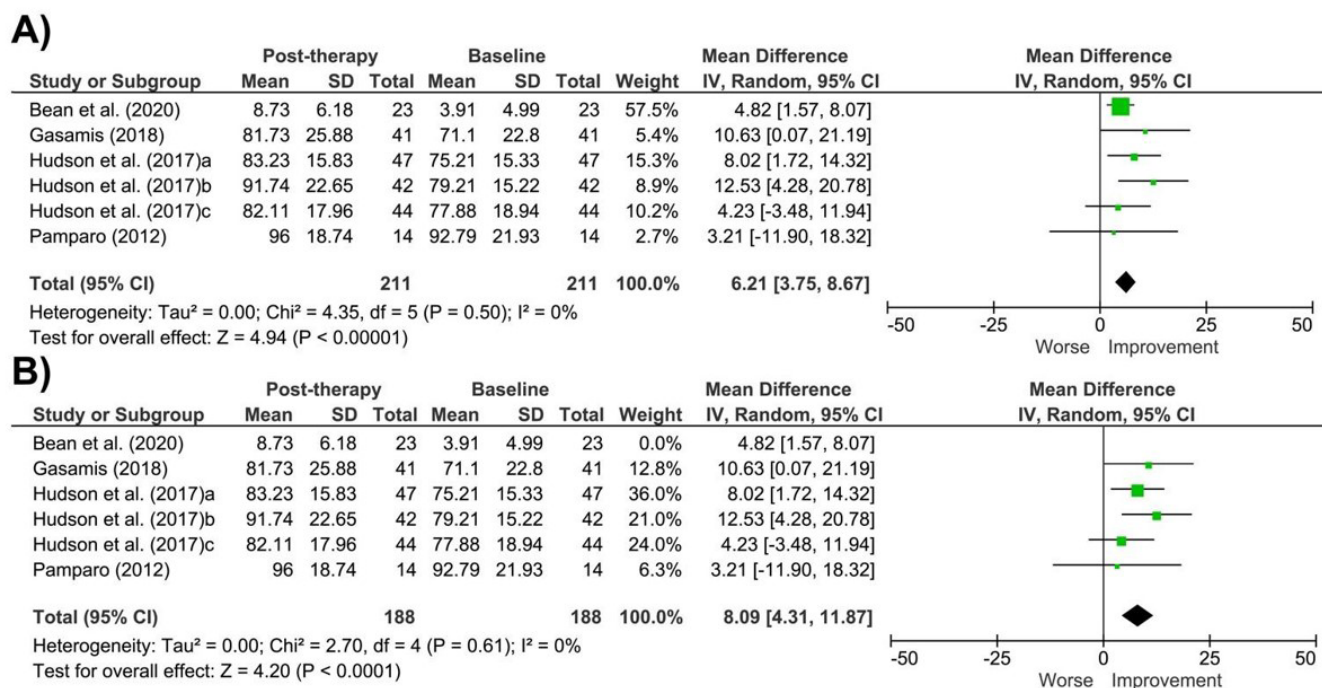 A)
Post-therapy Baseline Mean Difference Mean Difference
Study or Subgroup Mean SD Total Mean SD Total Weight IV, Random, 95% CI IV, Random, 95% CI
Bean et al. (2020) 8.73 6.18 23 3.91 4.99 23 57.5% 4.82 [1.57, 8.07]
Gasamis (2018) 81.73 25.88 41 71.1 22.8 41 5.4% 10.63 [0.07, 21.19]
Hudson et al. (2017)a 83.23 15.83 47 75.21 15.33 47 15.3% 8.02 [1.72, 14.32]
Hudson et al. (2017)b 91.74 22.65 42 79.21 15.22 42 8.9% 12.53 [4.28, 20.78]
Hudson et al. (2017)c 82.11 17.96 44 77.88 18.94 44 10.2% 4.23 [-3.48, 11.94]
Pamparo (2012) 96 18.74 14 92.79 21.93 14 2.7% 3.21 [-11.90, 18.32]
Total (95% CI) 211 211 100.0% 6.21 [3.75, 8.67]
Heterogeneity: Tau² = 0.00; Chi² = 4.35, df = 5 (P = 0.50); I² = 0%
Test for overall effect: Z = 4.94 (P < 0.00001)
-50 -25 0 25 50
Worse Improvement
B)
Post-therapy Baseline Mean Difference Mean Difference
Study or Subgroup Mean SD Total Mean SD Total Weight IV, Random, 95% CI IV, Random, 95% CI
Bean et al. (2020) 8.73 6.18 23 3.91 4.99 23 0.0% 4.82 [1.57, 8.07]
Gasamis (2018) 81.73 25.88 41 71.1 22.8 41 12.8% 10.63 [0.07, 21.19]
Hudson et al. (2017)a 83.23 15.83 47 75.21 15.33 47 36.0% 8.02 [1.72, 14.32]
Hudson et al. (2017)b 91.74 22.65 42 79.21 15.22 42 21.0% 12.53 [4.28, 20.78]
Hudson et al. (2017)c 82.11 17.96 44 77.88 18.94 44 24.0% 4.23 [-3.48, 11.94]
Pamparo (2012) 96 18.74 14 92.79 21.93 14 6.3% 3.21 [-11.90, 18.32]
Total (95% CI) 188 188 100.0% 8.09 [4.31, 11.87]
Heterogeneity: Tau² = 0.00; Chi² = 2.70, df = 4 (P = 0.61); I² = 0%
Test for overall effect: Z = 4.20 (P < 0.0001)
-50 -25 0 25 50
Worse Improvement